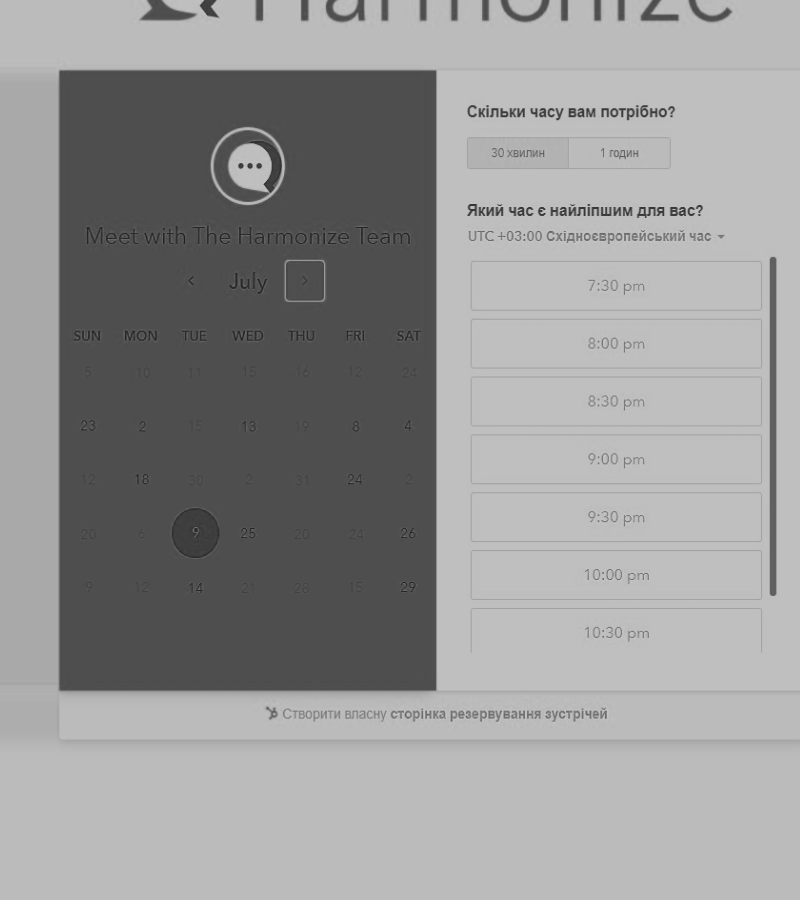 Harmonize
Meet with The Harmonize Team
July
SUN MON TUE WED THU FRI SAT
5 10 11 15 16 12 24
23 2 15 13 19 8 4
12 18 30 2 31 24 2
20 6 9 25 20 24 26
9 12 14 21 28 15 29
Скільки часу вам потрібно?
30 хвилин 1 годин
Який час є найліпшим для вас?
UTC +03:00 Східноєвропейський час
7:30 pm
8:00 pm
8:30 pm
9:00 pm
9:30 pm
10:00 pm
10:30 pm
Створити власну сторінка резервування зустрічей